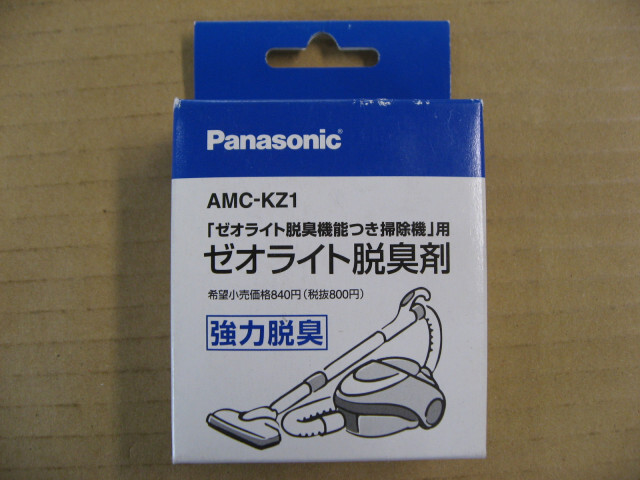 Panasonic®
AMC-KZ1
「ゼオライト脱臭機能つき掃除機」用
ゼオライト脱臭剤
希望小売価格840円(税抜800円)
強力脱臭